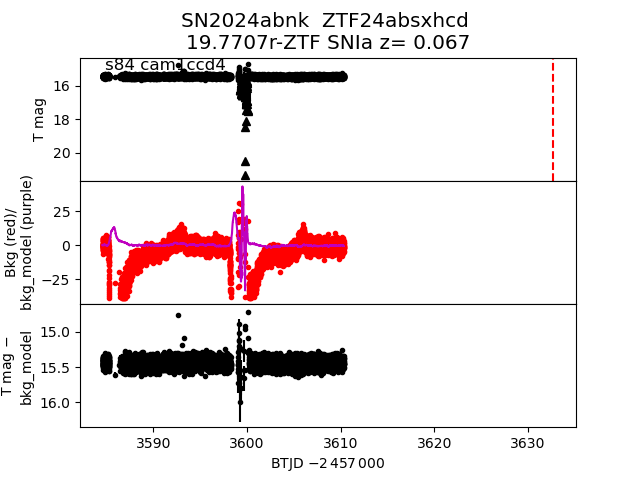 SN2024abnk  ZTF24absxhcd
19.7707r-ZTF SNIa z= 0.067
s84 cam1ccd4
16
18
20
T mag
25
0
−25
Bkg (red)/
bkg_model (purple)
15.0
15.5
16.0
T mag −
bkg_model
3590
3600
3610
3620
3630
BTJD −2 457 000